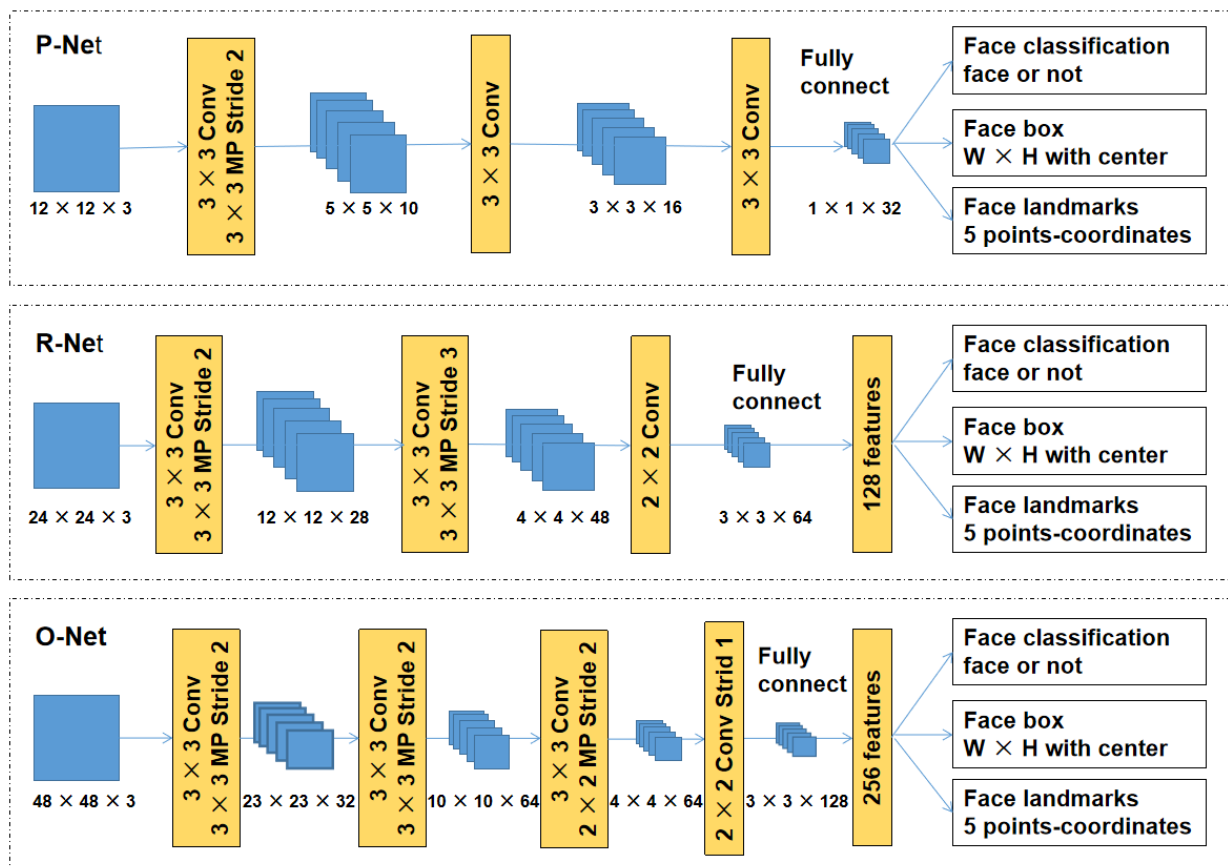 P-Net
3 × 3 Conv
3 × 3 MP Stride 2
3 × 3 Conv
3 × 3 Conv
Fully
connect
12 × 12 × 3
5 × 5 × 10
3 × 3 × 16
1 × 1 × 32
Face classification
face or not
Face box
W × H with center
Face landmarks
5 points-coordinates
R-Net
3 × 3 Conv
3 × 3 MP Stride 2
3 × 3 Conv
3 × 3 MP Stride 3
2 × 2 Conv
Fully
connect
128 features
24 × 24 × 3
12 × 12 × 28
4 × 4 × 48
3 × 3 × 64
Face classification
face or not
Face box
W × H with center
Face landmarks
5 points-coordinates
O-Net
3 × 3 Conv
3 × 3 MP Stride 2
3 × 3 Conv
3 × 3 MP Stride 2
3 × 3 Conv
2 × 2 MP Stride 2
2 × 2 Conv Strid 1
Fully
connect
256 features
48 × 48 × 3
23 × 23 × 32
10 × 10 × 64
4 × 4 × 64
3 × 3 × 128
Face classification
face or not
Face box
W × H with center
Face landmarks
5 points-coordinates